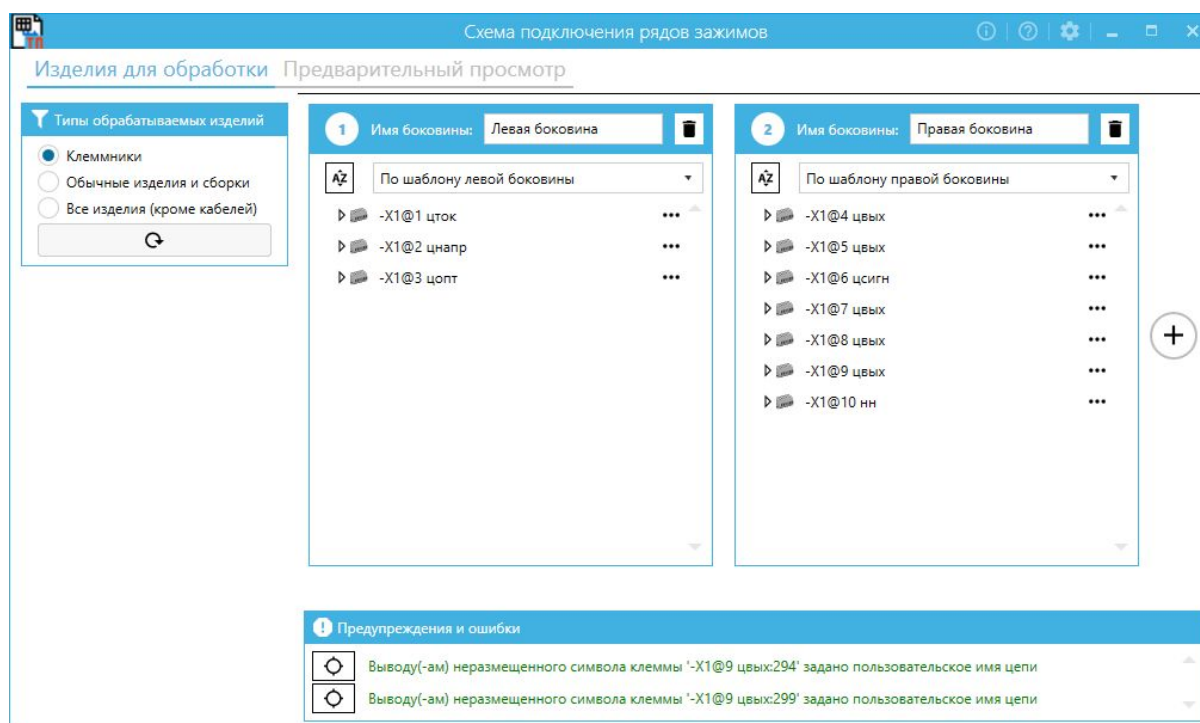 ТП
Схема подключения рядов зажимов
Изделия для обработки Предварительный просмотр
Типы обрабатываемых изделий
Клеммники
Обычные изделия и сборки
Все изделия (кроме кабелей)
1 Имя боковины: Левая боковина
AZ По шаблону левой боковины
-X1@1 цток
-X1@2 цнапр
-X1@3 цопт
2 Имя боковины: Правая боковина
AZ По шаблону правой боковины
-X1@4 цвых
-X1@5 цвых
-X1@6 цсигн
-X1@7 цвых
-X1@8 цвых
-X1@9 цвых
-X1@10 нн
Предупреждения и ошибки
Выводу(-ам) неразмещенного символа клеммы '-X1@9 цвых:294' задано пользовательское имя цепи
Выводу(-ам) неразмещенного символа клеммы '-X1@9 цвых:299' задано пользовательское имя цепи